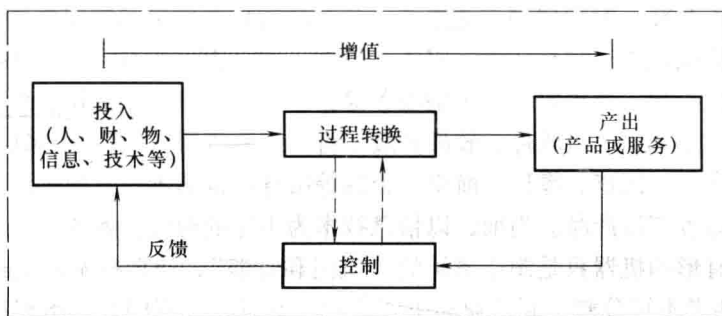 增值
投入
(人、财、物、
信息、技术等)
过程转换
产出
(产品或服务)
反馈
控制